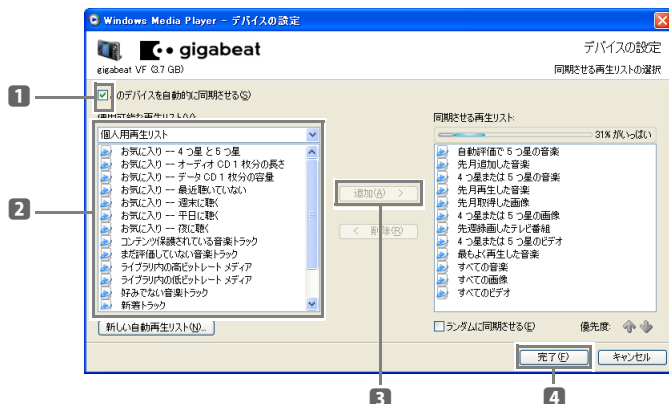 Windows Media Player - デバイスの設定
gigabeat
gigabeat VF (3.7 GB)
デバイスの設定
同期させる再生リストの選択
1
のデバイスを自動的に同期させる(S)
個人用再生リスト
お気に入り -- 4 つ星と 5 つ星
お気に入り -- オーディオ CD 1 枚分の長さ
お気に入り -- データ CD 1 枚分の容量
お気に入り -- 最近聴いていない
お気に入り -- 週末に聴く
お気に入り -- 平日に聴く
お気に入り -- 夜に聴く
コンテンツ保護されている音楽トラック
まだ評価していない音楽トラック
ライブラリ内の高ビットレート メディア
ライブラリ内の低ビットレート メディア
好みでない音楽トラック
新着トラック
2
新しい自動再生リスト(N)...
追加(A) >
< 削除(R)
3
同期させる再生リスト:
31% がいっぱい
自動評価で 5 つ星の音楽
先月追加した音楽
4 つ星または 5 つ星の音楽
先月再生した音楽
先月取得した画像
4 つ星または 5 つ星の画像
先週録画したテレビ番組
4 つ星または 5 つ星のビデオ
最もよく再生した音楽
すべての音楽
すべての画像
すべてのビデオ
ランダムに同期させる(E)
優先度:
完了(F)
キャンセル
4